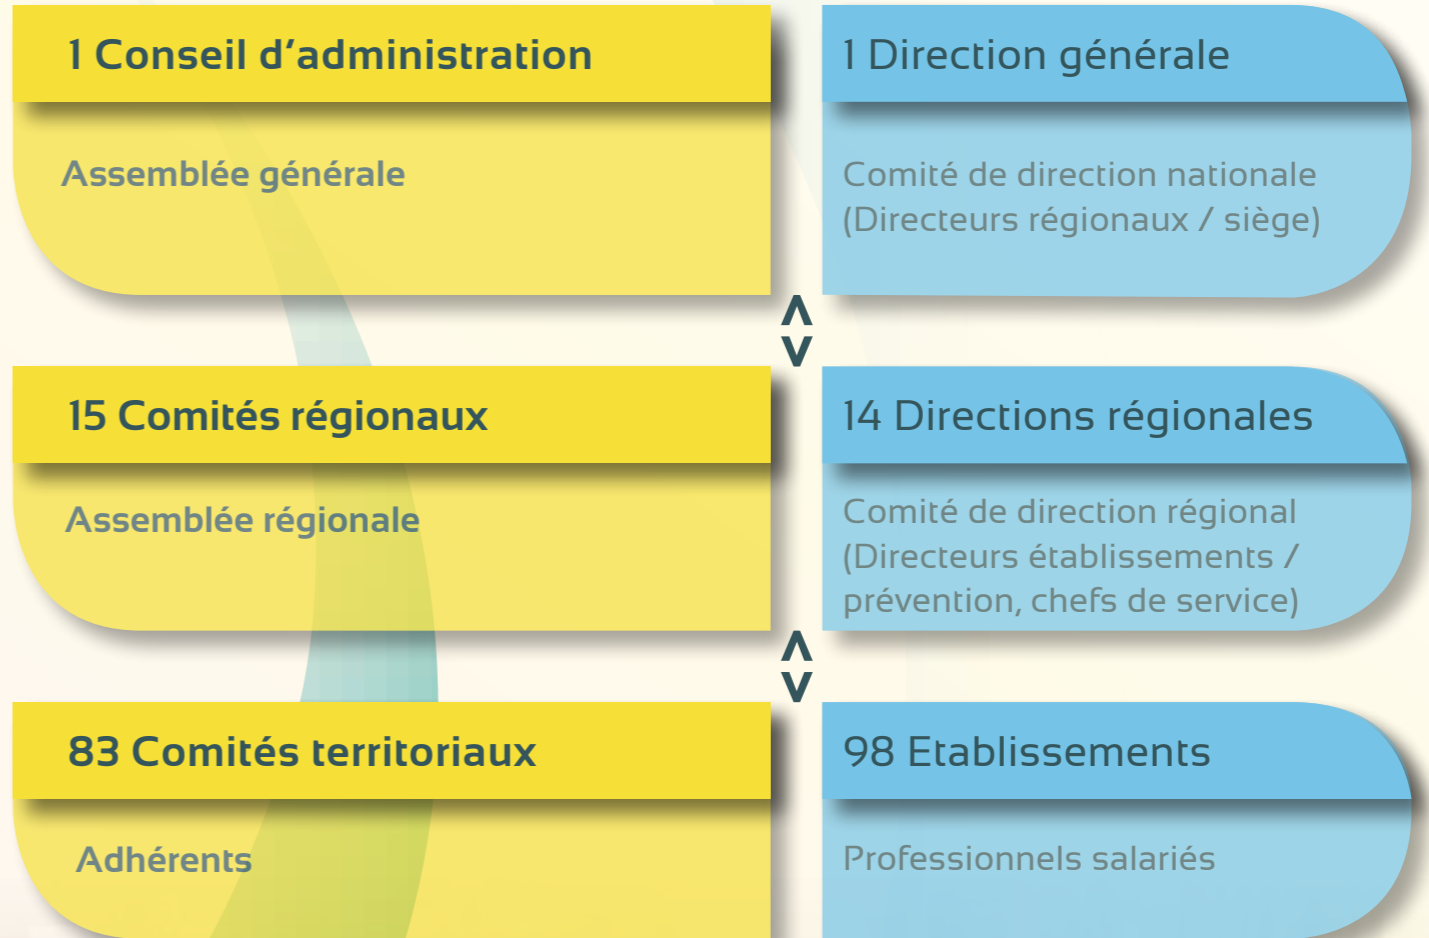 1 Conseil d’administration
Assemblée générale
1 Direction générale
Comité de direction nationale
(Directeurs régionaux / siège)
15 Comités régionaux
Assemblée régionale
14 Directions régionales
Comité de direction régional
(Directeurs établissements /
prévention, chefs de service)
83 Comités territoriaux
Adhérents
98 Etablissements
Professionnels salariés